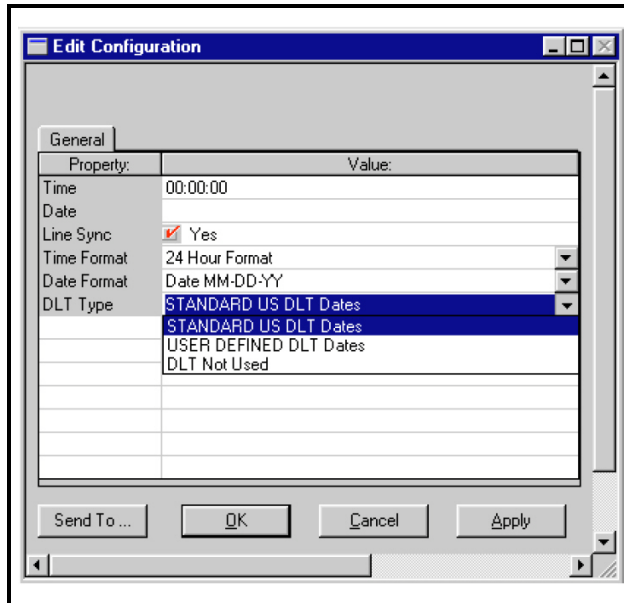 Edit Configuration
General
Property: Value:
Time 00:00:00
Date
Line Sync Yes
Time Format 24 Hour Format
Date Format Date MM-DD-YY
DLT Type STANDARD US DLT Dates
STANDARD US DLT Dates
USER DEFINED DLT Dates
DLT Not Used
Send To ... OK Cancel Apply